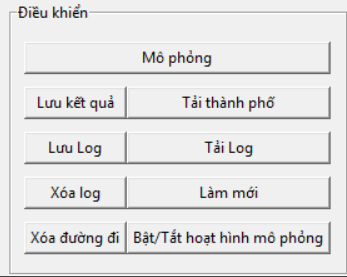 Điều khiển
Mô phỏng
Lưu kết quả Tải thành phố
Lưu Log Tải Log
Xóa log Làm mới
Xóa đường đi Bật/Tắt hoạt hình mô phỏng